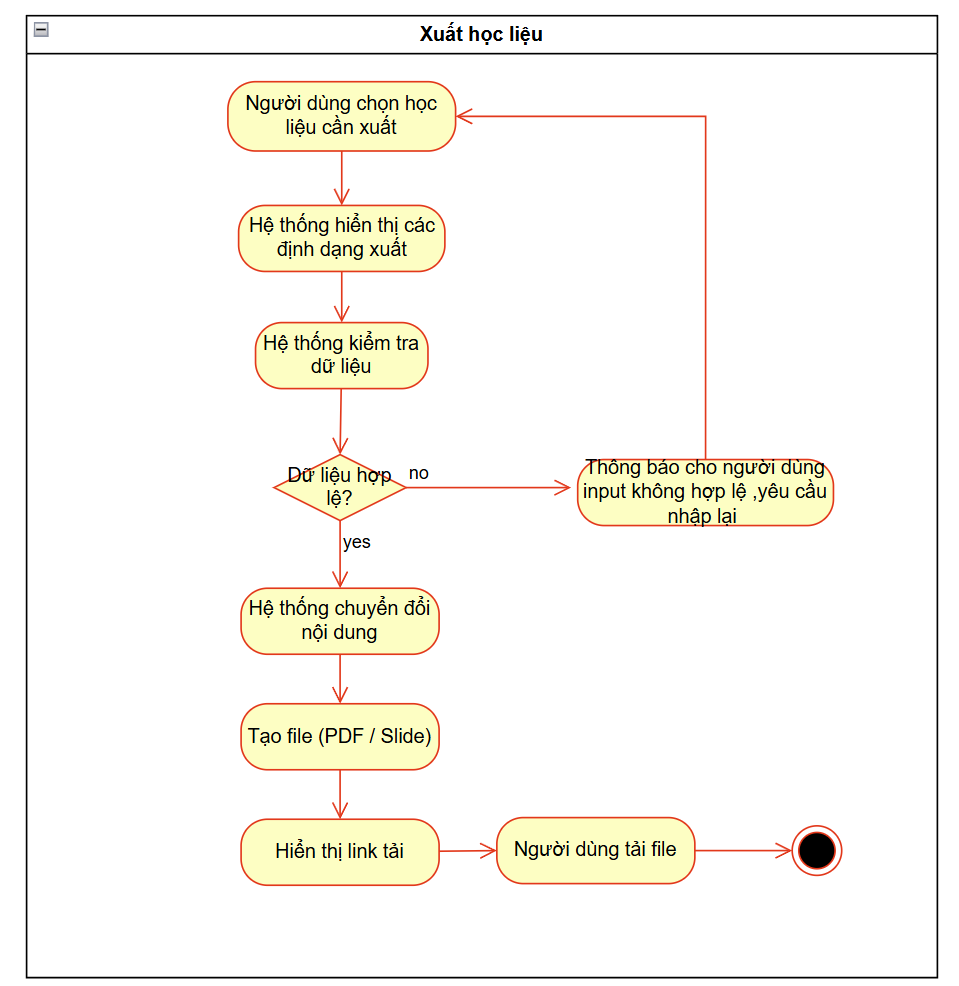 Xuất học liệu
Người dùng chọn học
liệu cần xuất
Hệ thống hiển thị các
định dạng xuất
Hệ thống kiểm tra
dữ liệu
Dữ liệu hợp
lệ?
no
Thông báo cho người dùng
input không hợp lệ ,yêu cầu
nhập lại
yes
Hệ thống chuyển đổi
nội dung
Tạo file (PDF / Slide)
Hiển thị link tải
Người dùng tải file